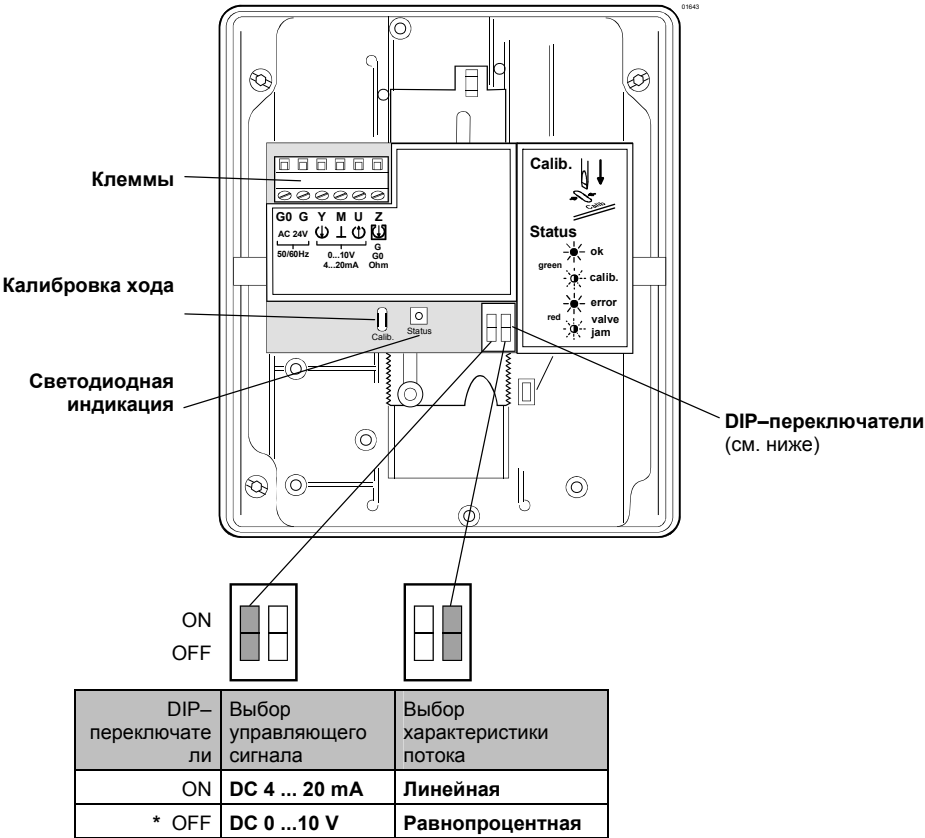 01643
Клеммы
Calib.
Calib
G0 G Y M U Z
AC 24V
50/60Hz
0...10V
4...20mA
G
G0
Ohm
Status
ok
green
calib.
error
red
valve
jam
Калибровка хода
Calib.
Status
Светодиодная
индикация
DIP–переключатели
(см. ниже)
ON
OFF
DIP–
переключате
ли
Выбор
управляющего
сигнала
Выбор
характеристики
потока
ON DC 4 ... 20 mA Линейная
* OFF DC 0 ...10 V Равнопроцентная